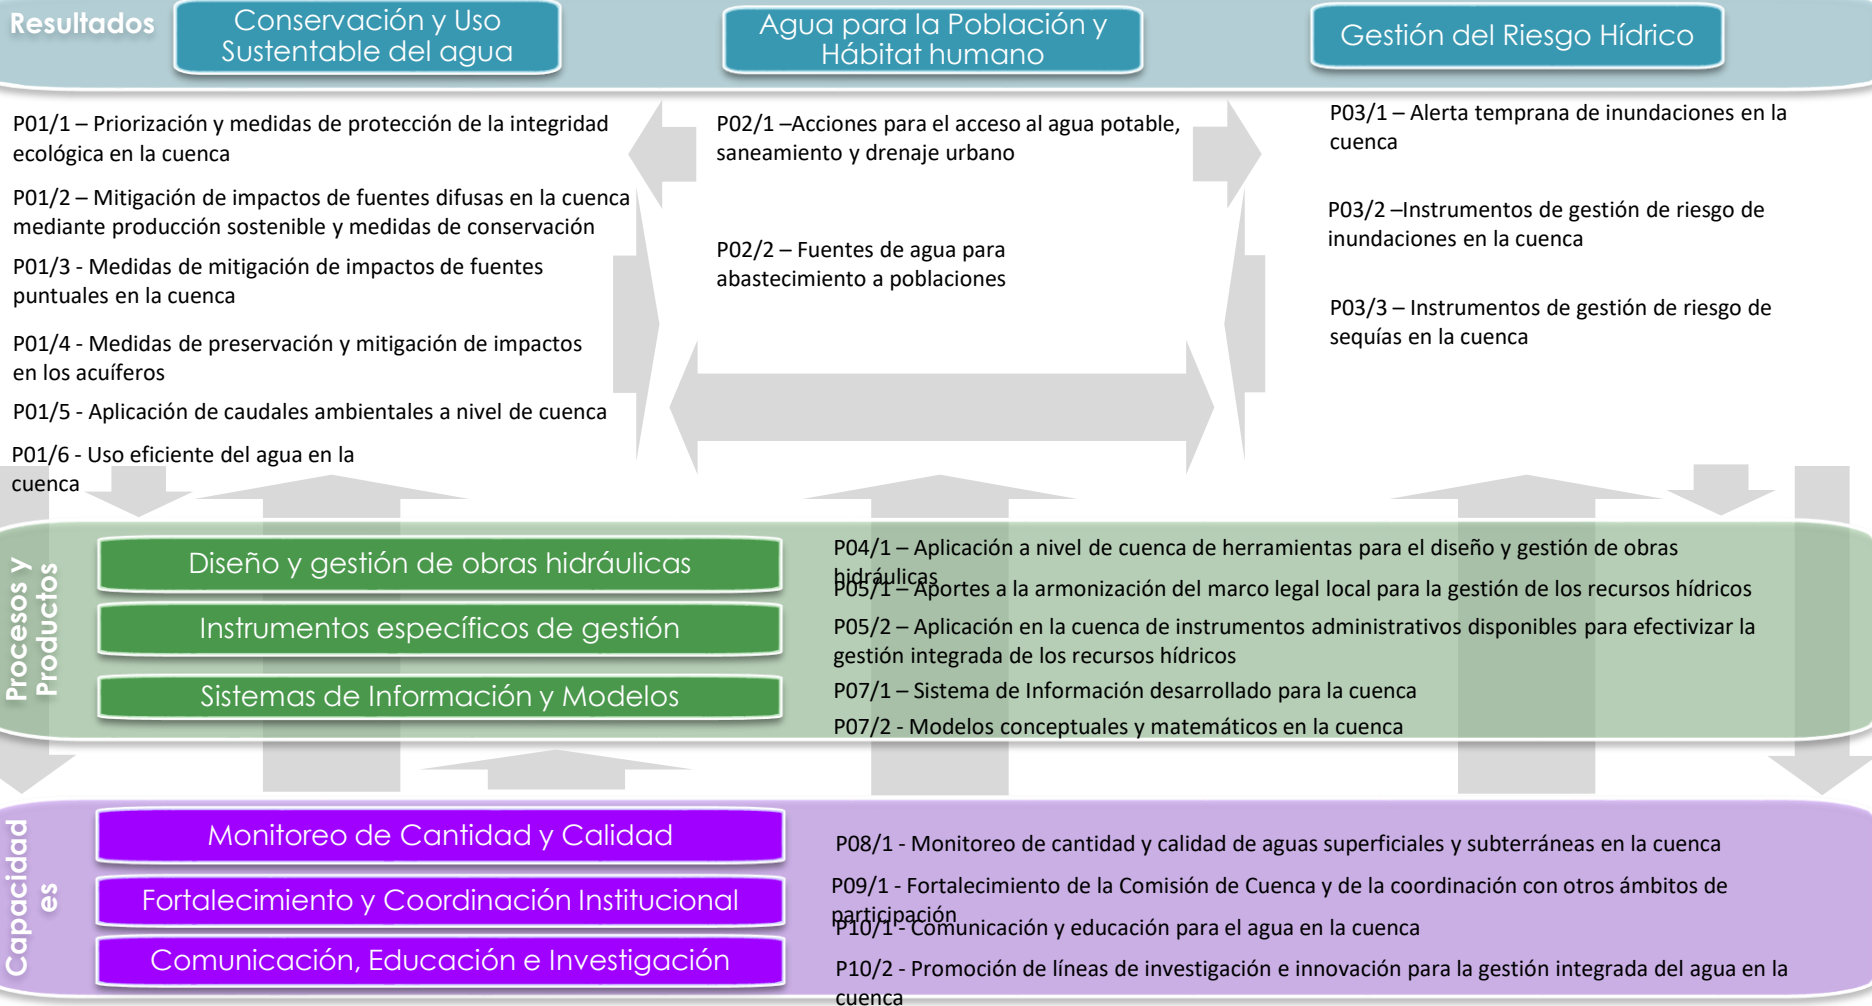 Resultados
Conservación y Uso
Sustentable del agua
Agua para la Población y
Hábitat humano
Gestión del Riesgo Hídrico
P01/1 – Priorización y medidas de protección de la integridad
ecológica en la cuenca
P01/2 – Mitigación de impactos de fuentes difusas en la cuenca
mediante producción sostenible y medidas de conservación
P01/3 - Medidas de mitigación de impactos de fuentes
puntuales en la cuenca
P01/4 - Medidas de preservación y mitigación de impactos
en los acuíferos
P01/5 - Aplicación de caudales ambientales a nivel de cuenca
P01/6 - Uso eficiente del agua en la
cuenca
P02/1 –Acciones para el acceso al agua potable,
saneamiento y drenaje urbano
P02/2 – Fuentes de agua para
abastecimiento a poblaciones
P03/1 – Alerta temprana de inundaciones en la
cuenca
P03/2 –Instrumentos de gestión de riesgo de
inundaciones en la cuenca
P03/3 – Instrumentos de gestión de riesgo de
sequías en la cuenca
Procesos y
Productos
Diseño y gestión de obras hidráulicas
Instrumentos específicos de gestión
Sistemas de Información y Modelos
P04/1 – Aplicación a nivel de cuenca de herramientas para el diseño y gestión de obras
hidráulicas
P05/1 – Aportes a la armonización del marco legal local para la gestión de los recursos hídricos
P05/2 – Aplicación en la cuenca de instrumentos administrativos disponibles para efectivizar la
gestión integrada de los recursos hídricos
P07/1 – Sistema de Información desarrollado para la cuenca
P07/2 - Modelos conceptuales y matemáticos en la cuenca
Capacidad
es
Monitoreo de Cantidad y Calidad
Fortalecimiento y Coordinación Institucional
Comunicación, Educación e Investigación
P08/1 - Monitoreo de cantidad y calidad de aguas superficiales y subterráneas en la cuenca
P09/1 - Fortalecimiento de la Comisión de Cuenca y de la coordinación con otros ámbitos de
participación
P10/1 - Comunicación y educación para el agua en la cuenca
P10/2 - Promoción de líneas de investigación e innovación para la gestión integrada del agua en la
cuenca